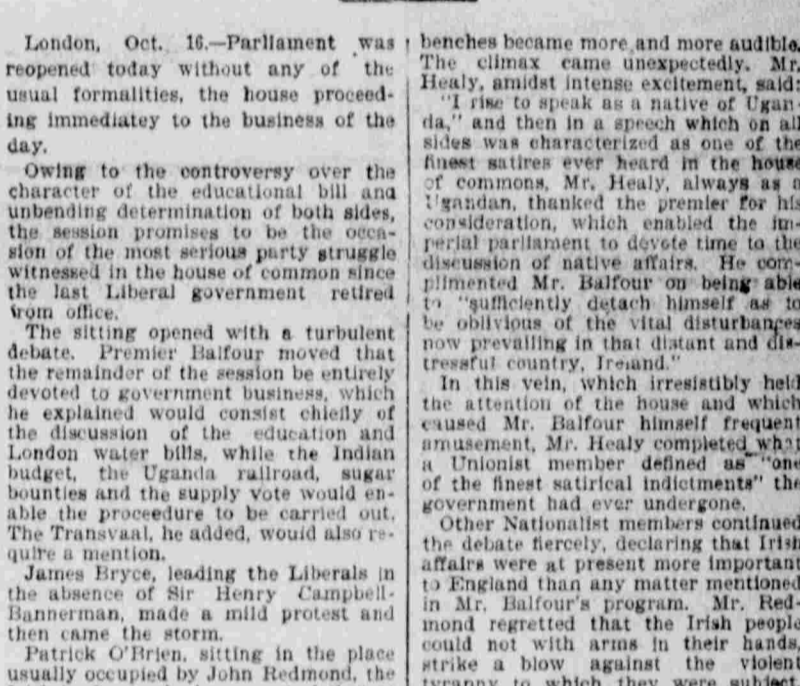 London, Oct. 16.—Parliament was
reopened today without any of the
usual formalities, the house proceed-
ing immediatey to the business of the
day.
Owing to the controversy over the
character of the educational bill and
unbending determination of both sides,
the session promises to be the occa-
sion of the most serious party struggle
witnessed in the house of common since
the last Liberal government retired
from office.
The sitting opened with a turbulent
debate. Premier Balfour moved that
the remainder of the session be entirely
devoted to government business, which
he explained would consist chiefly of
the discussion of the education and
London water bills, while the Indian
budget, the Uganda railroad, sugar
bounties and the supply vote would en-
able the proceedure to be carried out.
The Transvaal, he added, would also re-
quire a mention.
James Bryce, leading the Liberals in
the absence of Sir Henry Campbell-
Bannerman, made a mild protest and
then came the storm.
Patrick O'Brien, sitting in the place
usually occupied by John Redmond, the
benches became more and more audible.
The climax came unexpectedly. Mr.
Healy, amidst intense excitement, said:
"I rise to speak as a native of Ugan-
da," and then in a speech which on all
sides was characterized as one of the
finest satires ever heard in the house
of commons, Mr. Healy, always as a
Ugandan, thanked the premier for his
consideration, which enabled the im-
perial parliament to devote time to the
discussion of native affairs. He com-
plimented Mr. Balfour on being able
to "sufficiently detach himself as to
be oblivious of the vital disturbances
now prevailing in that distant and dis-
tressful country, Ireland."
In this vein, which irresistibly held
the attention of the house and which
caused Mr. Balfour himself frequent
amusement, Mr. Healy completed what
a Unionist member defined as "one
of the finest satirical indictments" the
government had ever undergone.
Other Nationalist members continued
the debate fiercely, declaring that Irish
affairs were at present more important
to England than any matter mentioned
in Mr. Balfour's program. Mr. Red-
mond regretted that the Irish people
could not with arms in their hands,
strike a blow against the violent
tyranny to which they were subject.